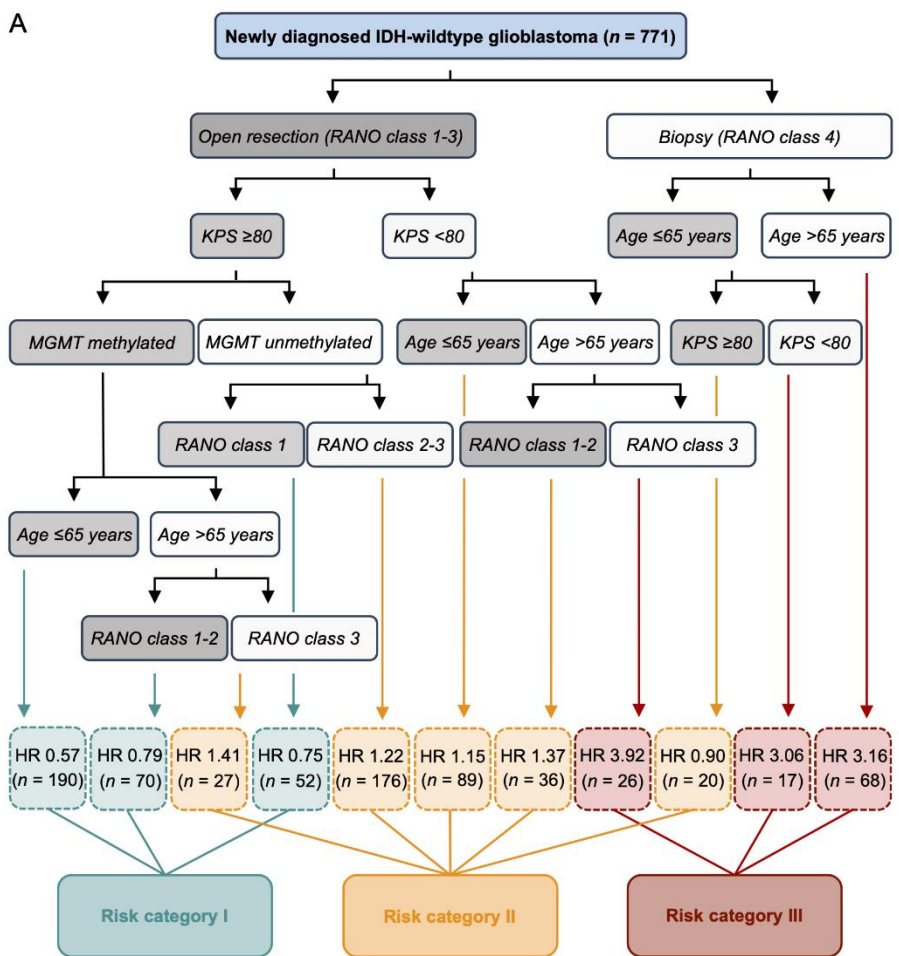 A
Newly diagnosed IDH-wildtype glioblastoma (n = 771)
Open resection (RANO class 1-3)
Biopsy (RANO class 4)
KPS ≥80
KPS <80
Age ≤65 years
Age >65 years
MGMT methylated
MGMT unmethylated
Age ≤65 years
Age >65 years
KPS ≥80
KPS <80
RANO class 1
RANO class 2-3
RANO class 1-2
RANO class 3
Age ≤65 years
Age >65 years
RANO class 1-2
RANO class 3
HR 0.57
(n = 190)
HR 0.79
(n = 70)
HR 1.41
(n = 27)
HR 0.75
(n = 52)
HR 1.22
(n = 176)
HR 1.15
(n = 89)
HR 1.37
(n = 36)
HR 3.92
(n = 26)
HR 0.90
(n = 20)
HR 3.06
(n = 17)
HR 3.16
(n = 68)
Risk category I
Risk category II
Risk category III